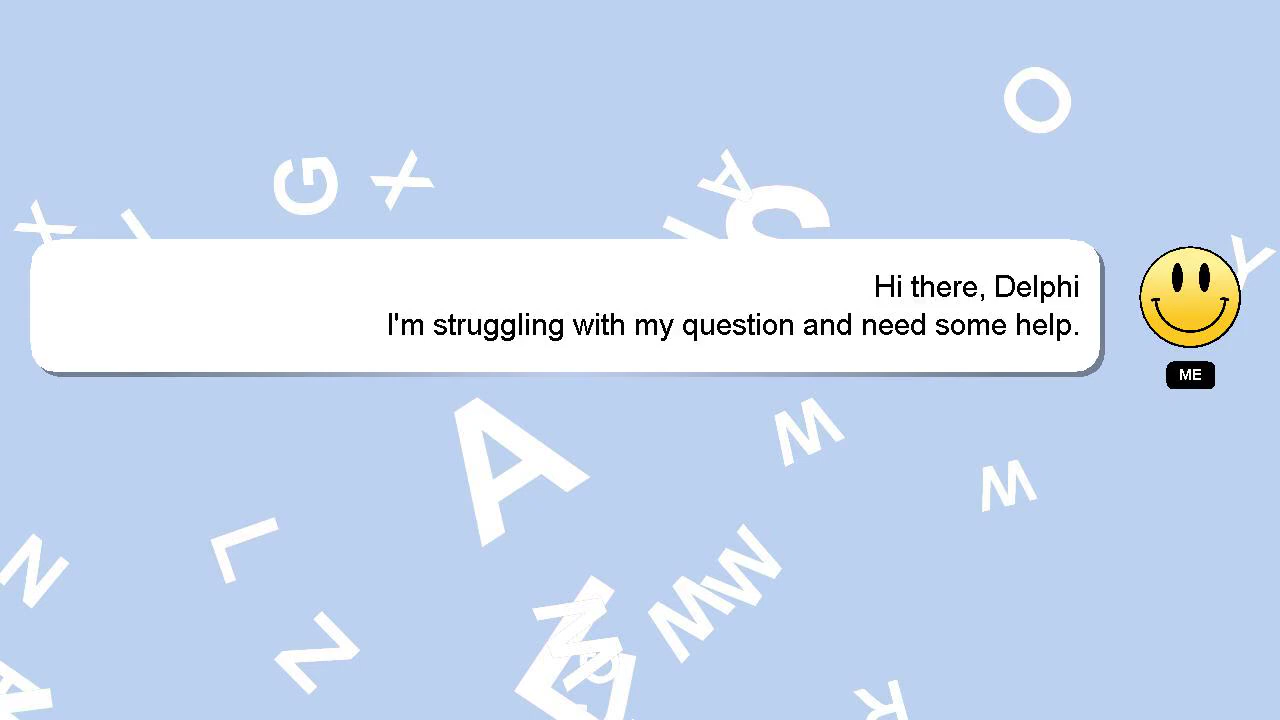 Hi there, Delphi
I'm struggling with my question and need some help.
ME